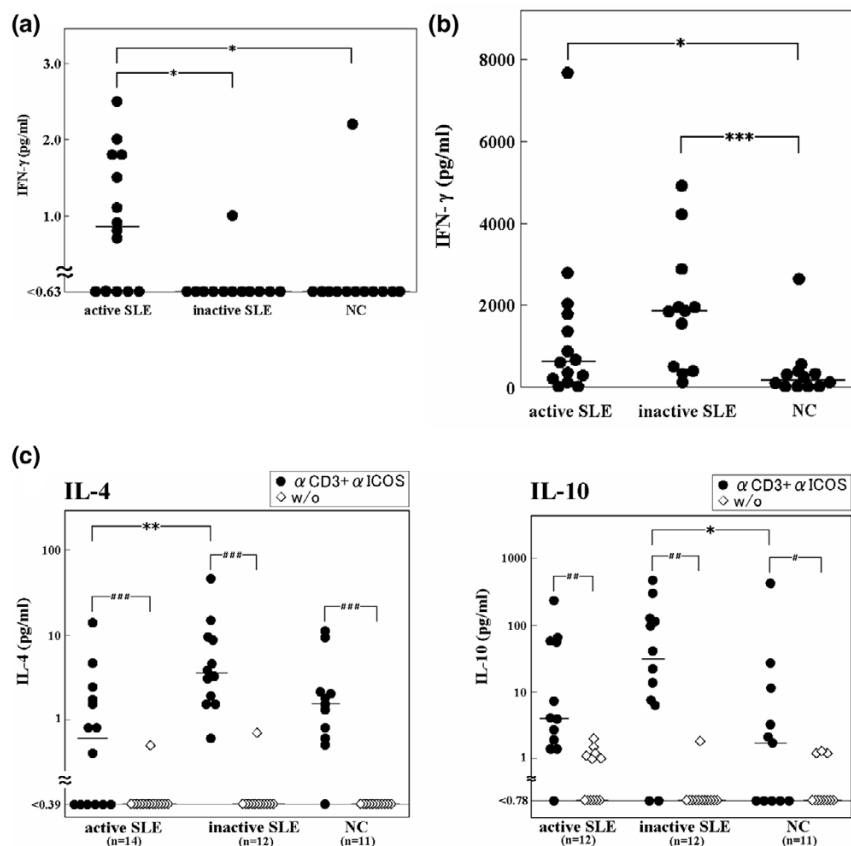 (a)
*
*
3.0
2.0
1.0
<0.63
IFN-γ (pg/ml)
active SLE inactive SLE NC
(b)
*
***
8000
6000
4000
2000
0
IFN-γ (pg/ml)
active SLE inactive SLE NC
(c)
IL-4
αCD3+αICOS
w/o
**
###
###
###
100
10
1
<0.39
IL-4 (pg/ml)
active SLE inactive SLE NC
(n=14) (n=12) (n=11)
IL-10
αCD3+αICOS
w/o
*
##
##
#
1000
100
10
1
<0.78
IL-10 (pg/ml)
active SLE inactive SLE NC
(n=12) (n=12) (n=11)